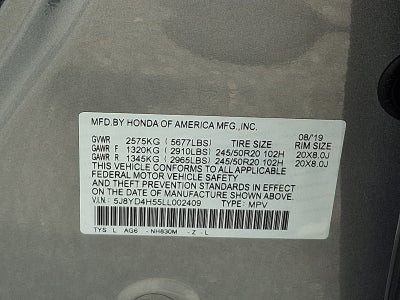 MFD.BY HONDA OF AMERICA MFG.,INC.
08/'19
GVWR 2575KG (5677LBS) TIRE SIZE RIM SIZE
GAWR F 1320KG (2910LBS) 245/50R20 102H 20X8.0J
GAWR R 1345KG (2965LBS) 245/50R20 102H 20X8.0J
THIS VEHICLE CONFORMS TO ALL APPLICABLE
FEDERAL MOTOR VEHICLE SAFETY AND
THEFT PREVENTION STANDARDS IN EFFECT
ON THE DATE OF MANUFACTURE SHOWN ABOVE.
V.I.N.: 5J8YD4H55LL002409 TYPE: MPV
TYS L AG6 - NH830M - Z - L